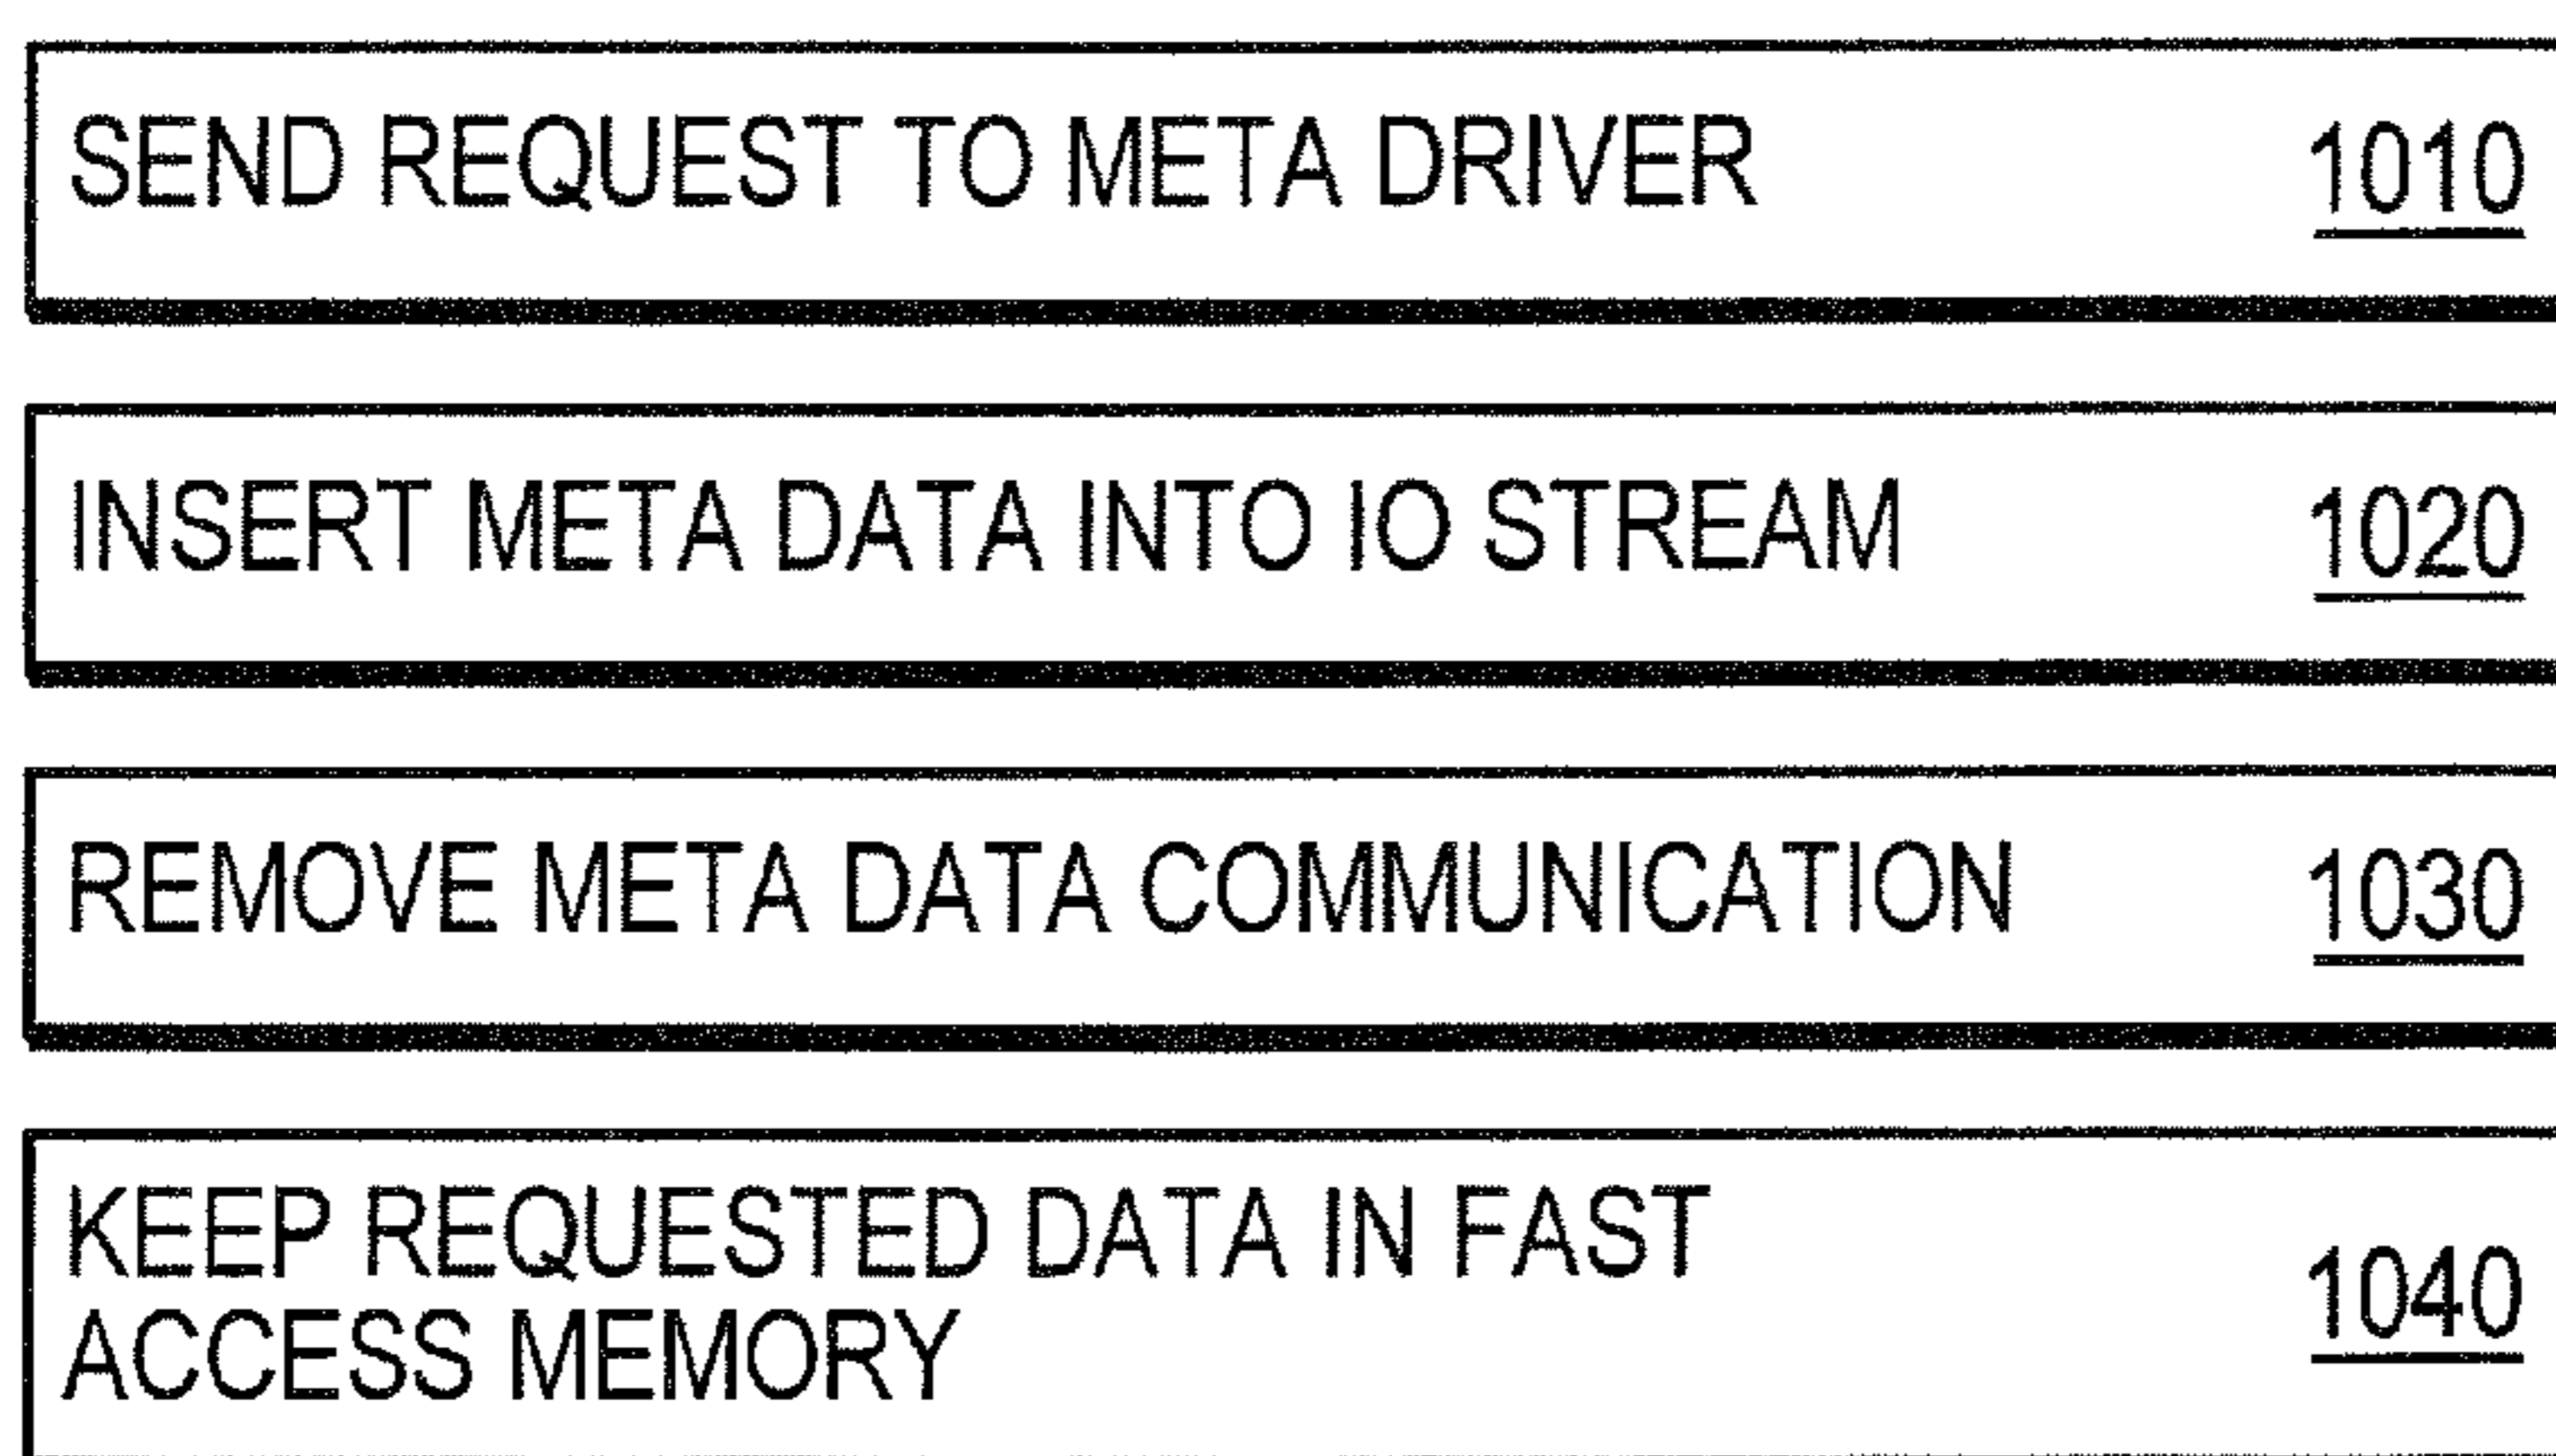 SEND REQUEST TO META DRIVER 1010
INSERT META DATA INTO IO STREAM 1020
REMOVE META DATA COMMUNICATION 1030
KEEP REQUESTED DATA IN FAST
ACCESS MEMORY 1040